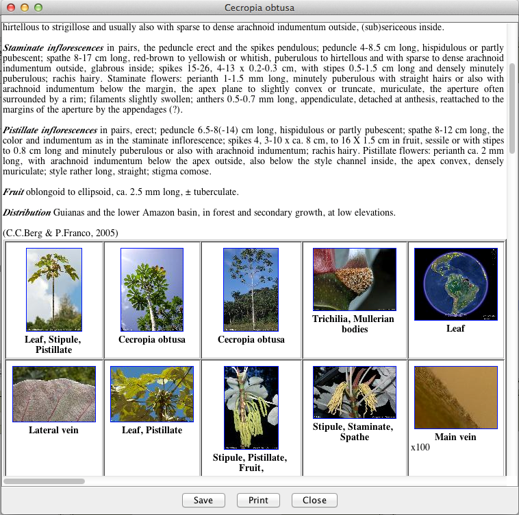 Cecropia obtusa
hirtellous to strigillose and usually also with sparse to dense arachnoid indumentum outside, (sub)sericeous inside.
Staminate inflorescences in pairs, the peduncle erect and the spikes pendulous; peduncle 4-8.5 cm long, hispidulous or partly
pubescent; spathe 8-17 cm long, red-brown to yellowish or whitish, puberulous to hirtellous and with sparse to dense arachnoid
indumentum outside, glabrous inside; spikes 15-26, 4-13 x 0.2-0.3 cm, with stipes 0.5-1.5 cm long and densely minutely
puberulous; rachis hairy. Staminate flowers: perianth 1-1.5 mm long, minutely puberulous with straight hairs or also with
arachnoid indumentum below the margin, the apex plane to slightly convex or truncate, muriculate, the aperture often
surrounded by a rim; filaments slightly swollen; anthers 0.5-0.7 mm long, appendiculate, detached at anthesis, reattached to the
margins of the aperture by the appendages (?).
Pistillate inflorescences in pairs, erect; peduncle 6.5-8(-14) cm long, hispidulous or partly pubescent; spathe 8-12 cm long, the
color and indumentum as in the staminate inflorescence; spikes 4, 3-10 x ca. 8 cm, to 16 X 1.5 cm in fruit, sessile or with stipes
to 0.8 cm long and minutely puberulous or also with arachnoid indumentum; rachis hairy. Pistillate flowers: perianth ca. 2 mm
long, with arachnoid indumentum below the apex outside, also below the style channel inside, the apex convex, densely
muriculate; style rather long, straight; stigma comose.
Fruit oblongoid to ellipsoid, ca. 2.5 mm long, ± tuberculate.
Distribution Guianas and the lower Amazon basin, in forest and secondary growth, at low elevations.
(C.C.Berg & P.Franco, 2005)
Leaf, Stipule,
Pistillate
Cecropia obtusa
Cecropia obtusa
Trichilia, Mullerian
bodies
Leaf
Lateral vein
Leaf, Pistillate
Stipule, Pistillate,
Fruit,
Stipule, Staminate,
Spathe
Main vein
x100
Save
Print
Close